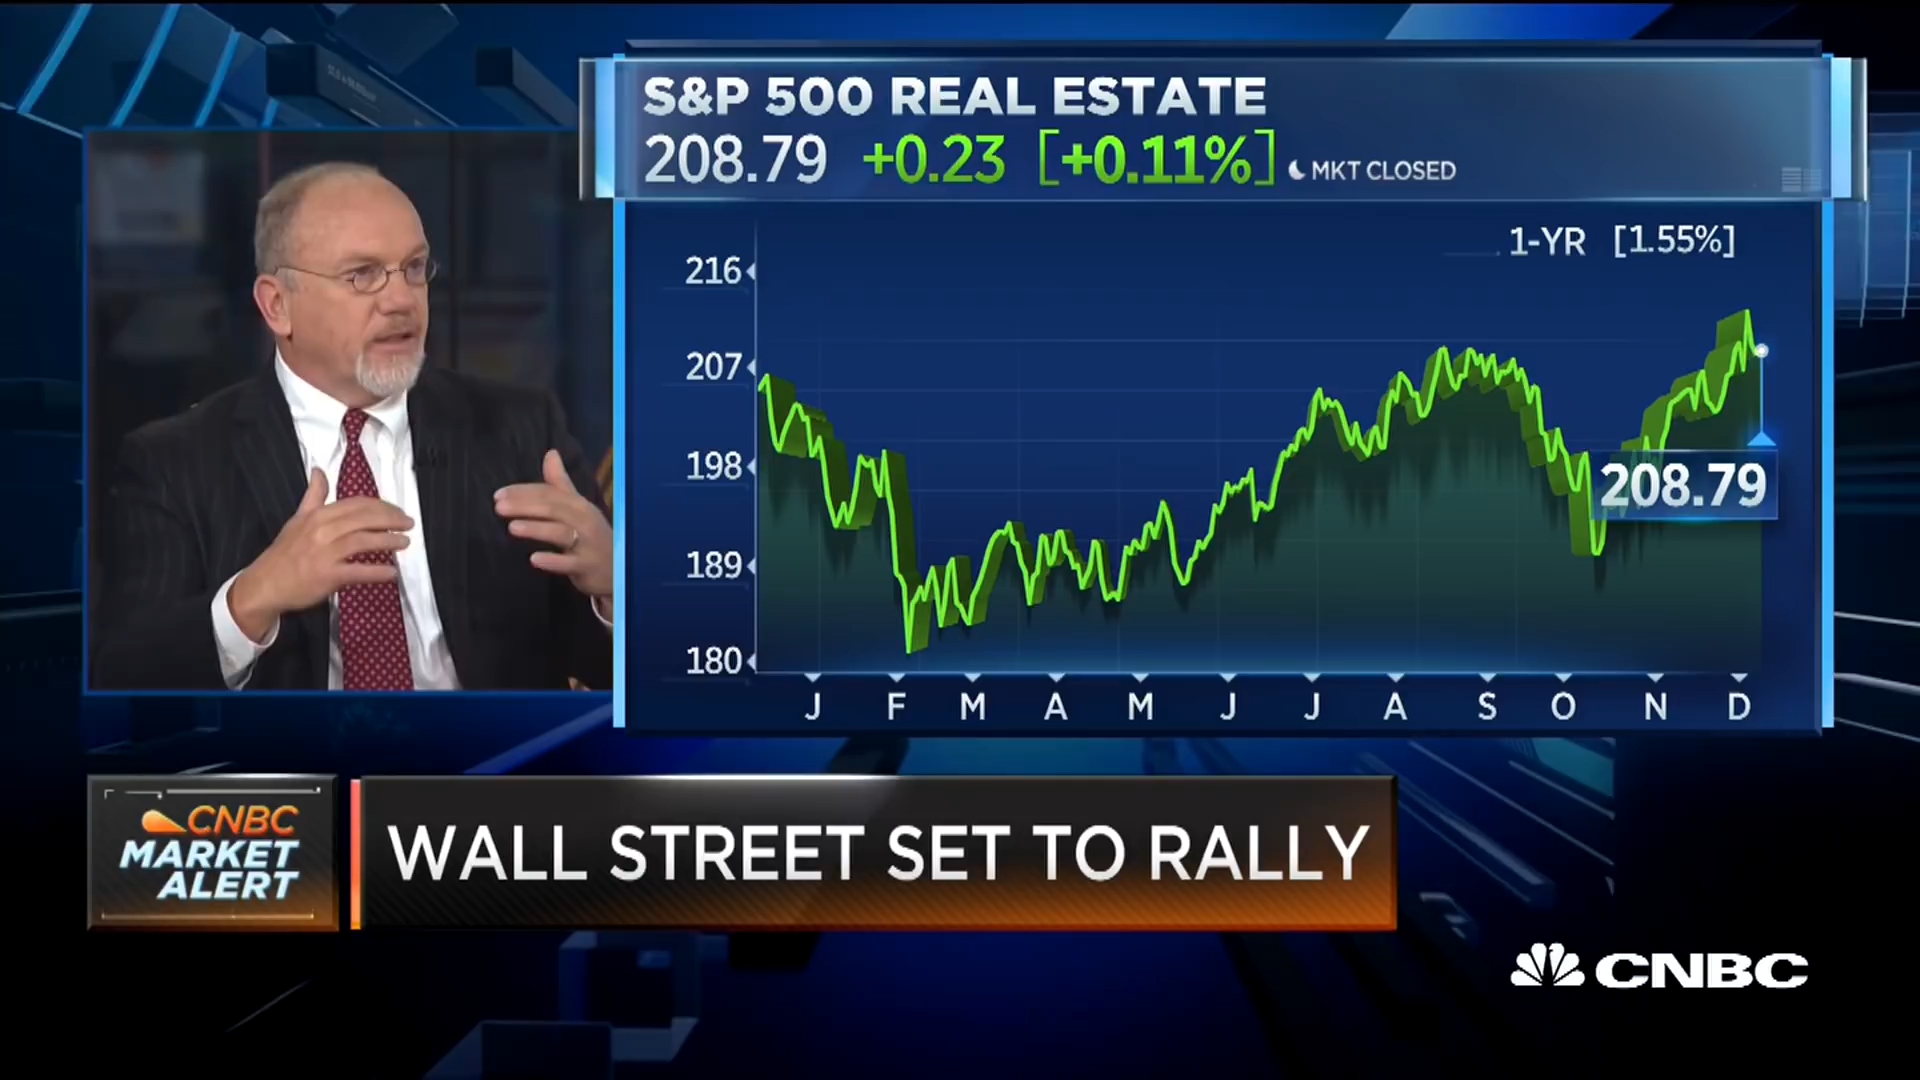 S&P 500 REAL ESTATE
208.79 +0.23 [+0.11%] MKT CLOSED
1-YR [1.55%]
216
207
198
189
180
208.79
J F M A M J J A S O N D
CNBC
MARKET
ALERT
WALL STREET SET TO RALLY
CNBC